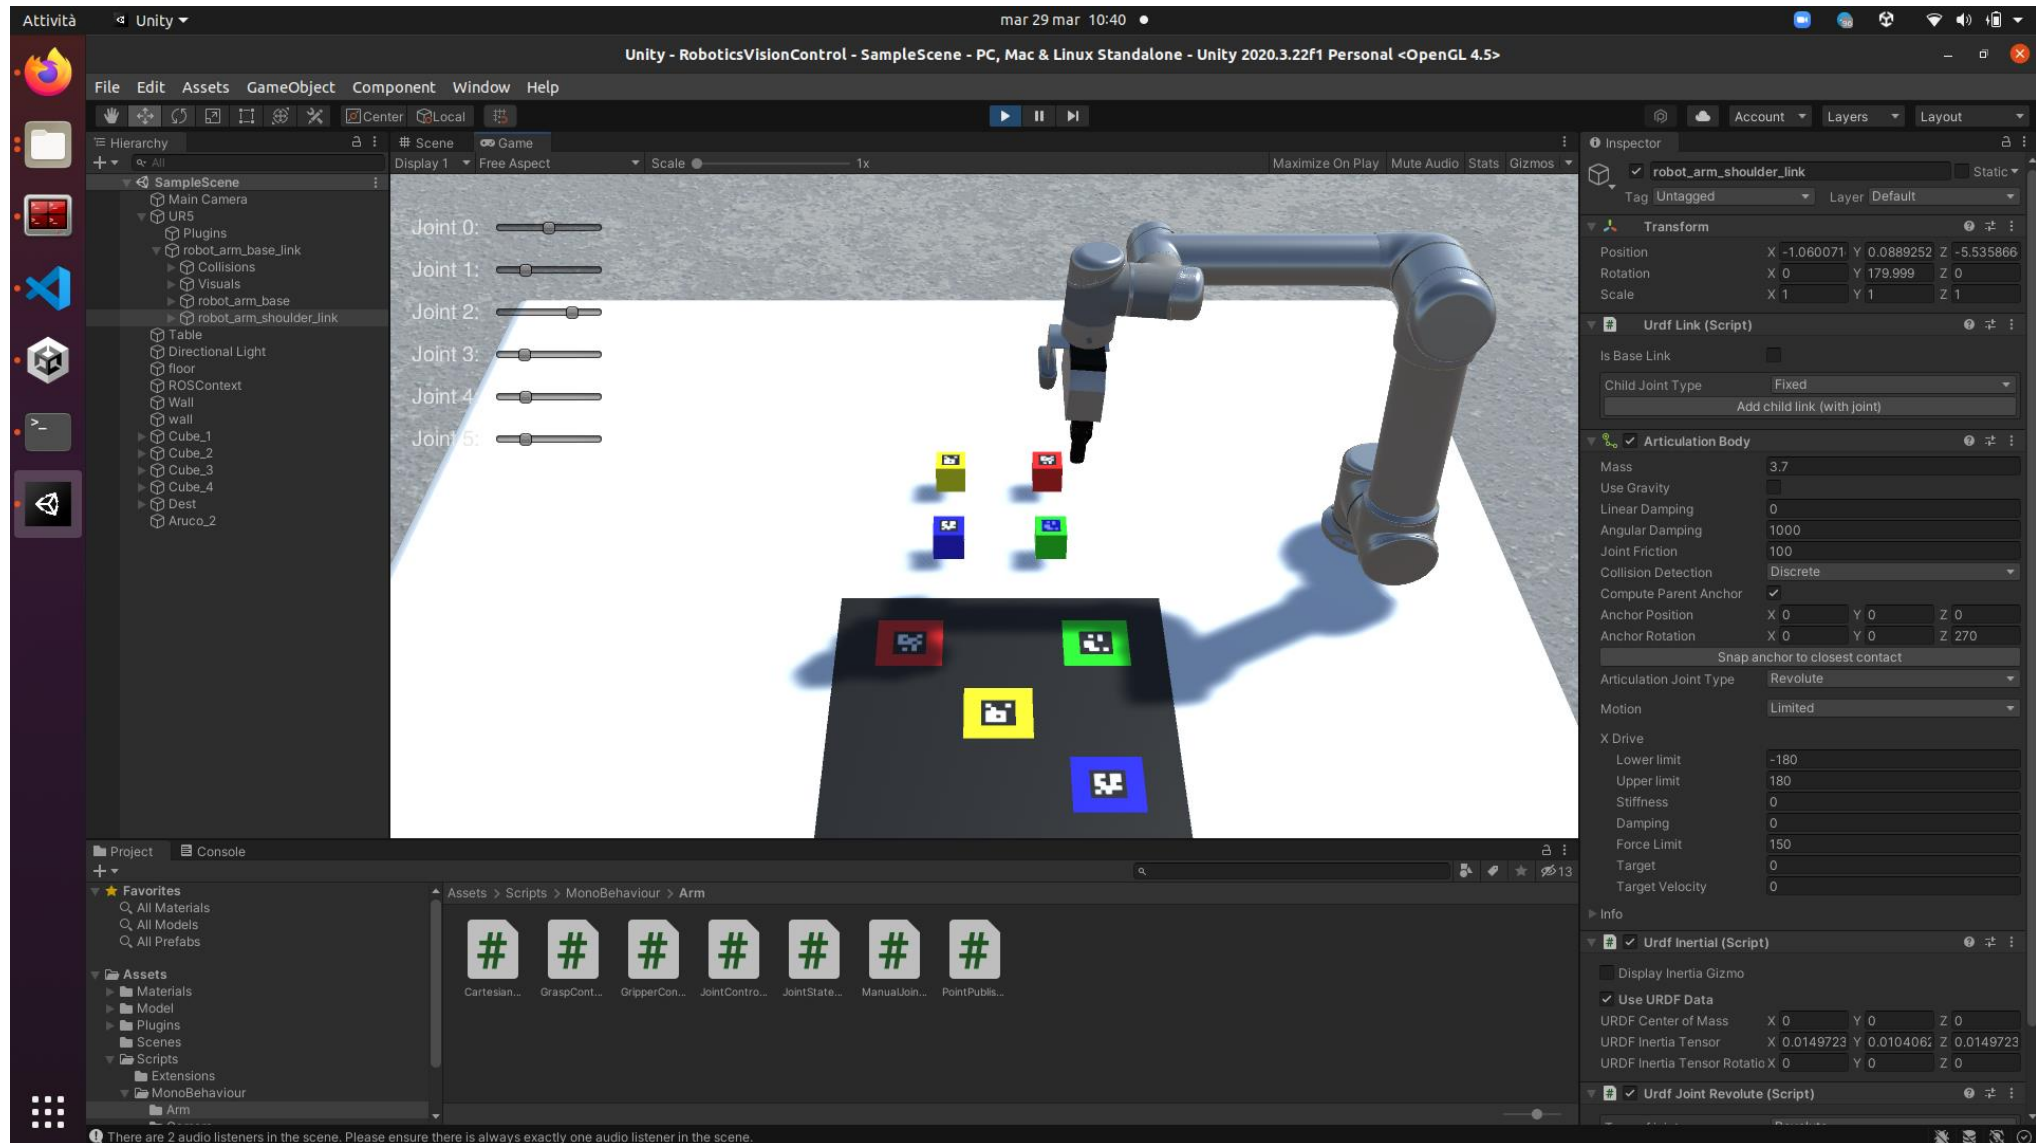 Attività Unity mar 29 mar 10:40
Unity - RoboticsVisionControl - SampleScene - PC, Mac & Linux Standalone - Unity 2020.3.22f1 Personal <OpenGL 4.5>
File Edit Assets GameObject Component Window Help
Center Local Account Layers Layout
Hierarchy
All
SampleScene
Main Camera
UR5
Plugins
robot_arm_base_link
Collisions
Visuals
robot_arm_base
robot_arm_shoulder_link
Table
Directional Light
floor
ROSContext
Wall
wall
Cube_1
Cube_2
Cube_3
Cube_4
Dest
Aruco_2
Scene Game
Display 1 Free Aspect Scale 1x Maximize On Play Mute Audio Stats Gizmos
Joint 0:
Joint 1:
Joint 2:
Joint 3:
Joint 4
Joint 5:
Inspector
robot_arm_shoulder_link Static
Tag Untagged Layer Default
Transform
Position X -1.060071 Y 0.0889252 Z -5.535866
Rotation X 0 Y 179.999 Z 0
Scale X 1 Y 1 Z 1
# Urdf Link (Script)
Is Base Link
Child Joint Type Fixed
Add child link (with joint)
Articulation Body
Mass 3.7
Use Gravity
Linear Damping 0
Angular Damping 1000
Joint Friction 100
Collision Detection Discrete
Compute Parent Anchor
Anchor Position X 0 Y 0 Z 0
Anchor Rotation X 0 Y 0 Z 270
Snap anchor to closest contact
Articulation Joint Type Revolute
Motion Limited
X Drive
Lower limit -180
Upper limit 180
Stiffness 0
Damping 0
Force Limit 150
Target 0
Target Velocity 0
Info
# Urdf Inertial (Script)
Display Inertia Gizmo
Use URDF Data
URDF Center of Mass X 0 Y 0 Z 0
URDF Inertia Tensor X 0.0149723 Y 0.0104062 Z 0.0149723
URDF Inertia Tensor Rotatio X 0 Y 0 Z 0
# Urdf Joint Revolute (Script)
Project Console
13
Favorites
All Materials
All Models
All Prefabs
Assets
Materials
Model
Plugins
Scenes
Scripts
Extensions
MonoBehaviour
Arm
Assets > Scripts > MonoBehaviour > Arm
# # # # # # #
Cartesian... GraspCont... GripperCon... JointContro... JointState... ManualJoin... PointPublis...
There are 2 audio listeners in the scene. Please ensure there is always exactly one audio listener in the scene.